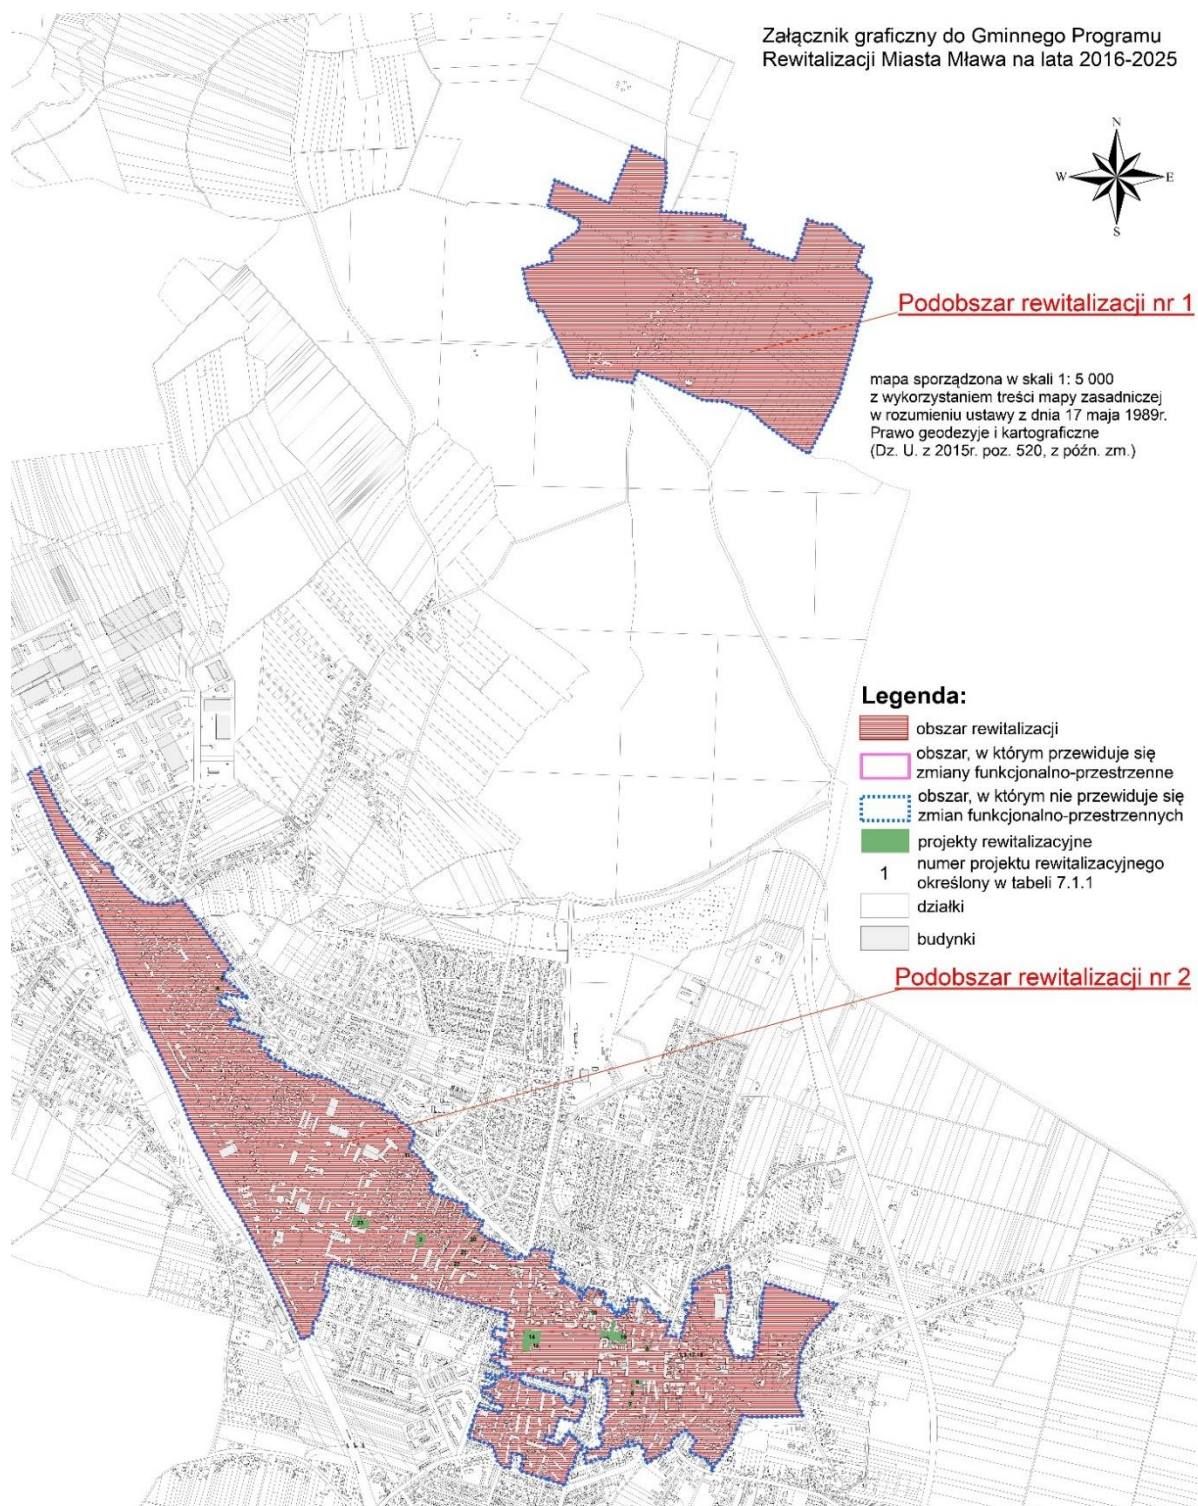 Załącznik graficzny do Gminnego Programu
Rewitalizacji Miasta Mława na lata 2016-2025
N
W
E
S
Podobszar rewitalizacji nr 1
mapa sporządzona w skali 1: 5 000
z wykorzystaniem treści mapy zasadniczej
w rozumieniu ustawy z dnia 17 maja 1989r.
Prawo geodezyje i kartograficzne
(Dz. U. z 2015r. poz. 520, z późn. zm.)
Legenda:
obszar rewitalizacji
obszar, w którym przewiduje się
zmiany funkcjonalno-przestrzenne
obszar, w którym nie przewiduje się
zmian funkcjonalno-przestrzennych
projekty rewitalizacyjne
1
numer projektu rewitalizacyjnego
określony w tabeli 7.1.1
działki
budynki
Podobszar rewitalizacji nr 2